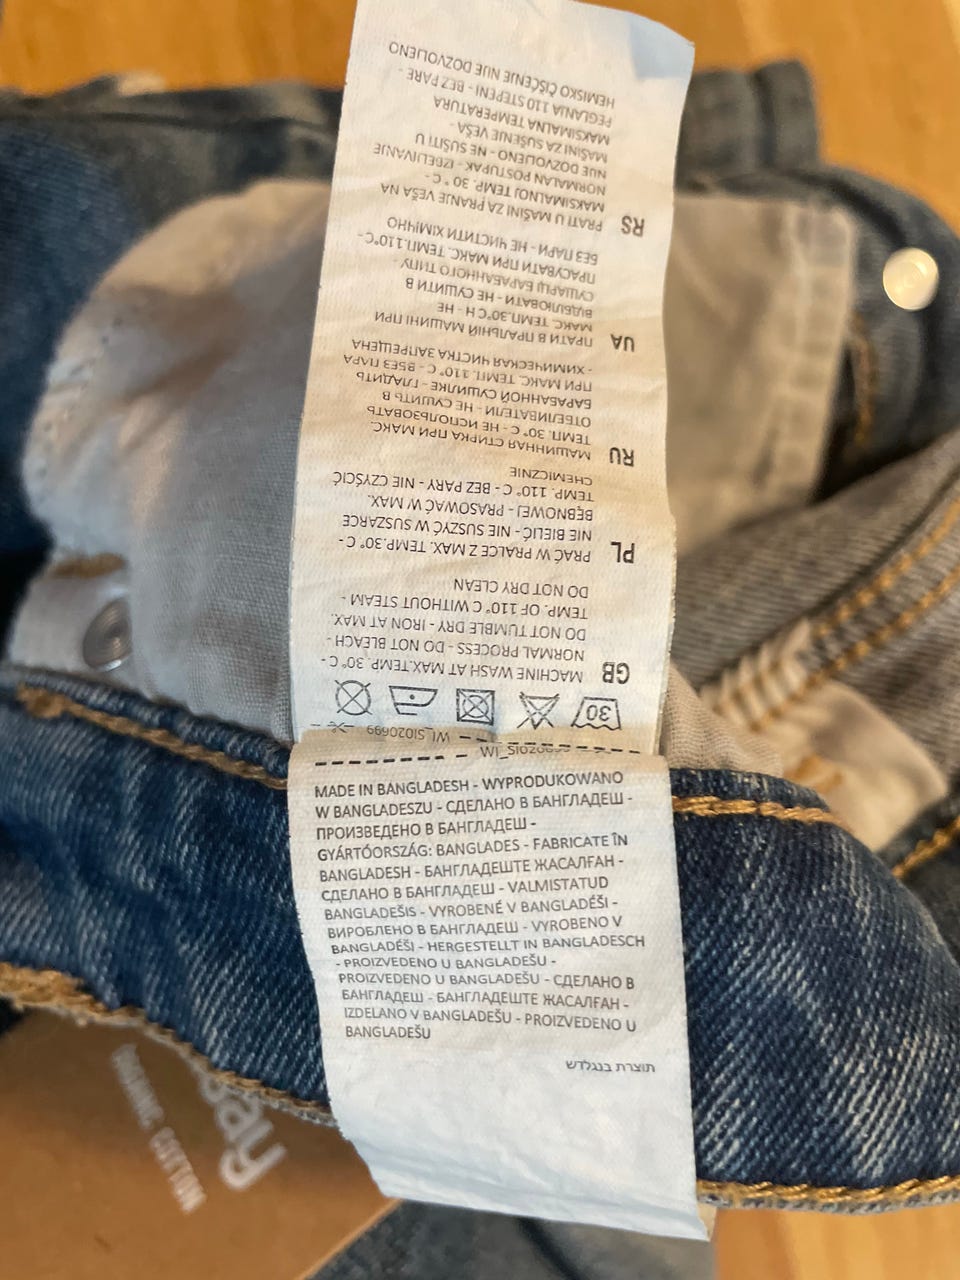 MADE IN BANGLADESH - WYPRODUKOWANO
W BANGLADESZU - СДЕЛАНО В БАНГЛАДЕШ -
ПРОИЗВЕДЕНО В БАНГЛАДЕШ -
GYÁRTÓORSZÁG: BANGLADES - FABRICATE ÎN
BANGLADESH - БАНГЛАДЕШТЕ ЖАСАЛҒАН -
СДЕЛАНО В БАНГЛАДЕШ - VALMISTATUD
BANGLADEŠIS - VYROBENÉ V BANGLADÉŠI -
ВИРОБЛЕНО В БАНГЛАДЕШ - VYROBENO V
BANGLADÉŠI - HERGESTELLT IN BANGLADESCH
- PROIZVEDENO U BANGLADEŠU -
PROIZVEDENO U BANGLADEŠU - СДЕЛАНО В
БАНГЛАДЕШ - БАНГЛАДЕШТЕ ЖАСАЛҒАН -
IZDELANO V BANGLADEŠU - PROIZVEDENO U
BANGLADEŠU
תוצרת בנגלדש
WI_SI020699
30
GB MACHINE WASH AT MAX.TEMP. 30° C -
NORMAL PROCESS - DO NOT BLEACH -
DO NOT TUMBLE DRY - IRON AT MAX.
TEMP. OF 110° C WITHOUT STEAM -
DO NOT DRY CLEAN
PL PRAĆ W PRALCE Z MAX. TEMP.30° C -
NIE BIELIĆ - NIE SUSZYĆ W SUSZARCE
BĘBNOWEJ - PRASOWAĆ W MAX.
TEMP. 110° C - BEZ PARY - NIE CZYŚCIĆ
CHEMICZNIE
RU МАШИННАЯ СТИРКА ПРИ МАКС.
ТЕМП. 30° C - НЕ ИСПОЛЬЗОВАТЬ
ОТБЕЛИВАТЕЛИ - НЕ СУШИТЬ В
БАРАБАННОЙ СУШИЛКЕ - ГЛАДИТЬ
ПРИ МАКС. ТЕМП. 110° C - ВБЕЗ ПАРА
- ХИМИЧЕСКАЯ ЧИСТКА ЗАПРЕЩЕНА
UA ПРАТИ В ПРАЛЬНІЙ МАШИНІ ПРИ
МАКС. ТЕМП.30° C Н - НЕ
ВІДБІЛЮВАТИ - НЕ СУШИТИ В
СУШАРЦІ БАРАБАННОГО ТИПУ -
ПРАСУВАТИ ПРИ МАКС. ТЕМП.110°C -
БЕЗ ПАРИ - НЕ ЧИСТИТИ ХІМІЧНО
RS PRATI U MAŠINI ZA PRANJE VEŠA NA
MAKSIMALNOJ TEMP. 30° C -
NORMALAN POSTUPAK - IZBELJIVANJE
NIJE DOZVOLJENO - NE SUŠITI U
MAŠINI ZA SUŠENJE VEŠA -
MAKSIMALNA TEMPERATURA
PEGLANJA 110 STEPENI - BEZ PARE -
HEMIJSKO ČIŠĆENJE NIJE DOZVOLJENO
ORGANIC COTTON